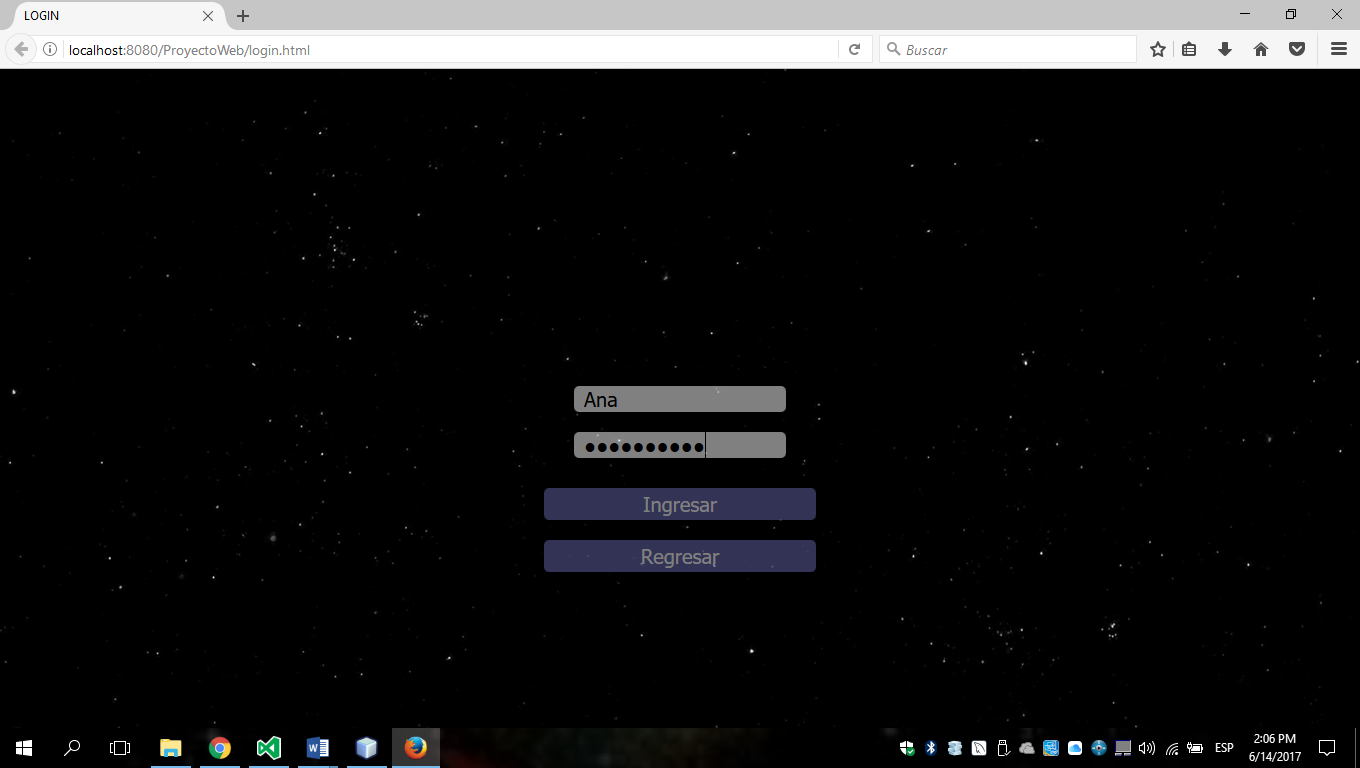 LOGIN
localhost:8080/ProyectoWeb/login.html
Buscar
Ana
●●●●●●●●●●
Ingresar
Regresar
ESP
2:06 PM
6/14/2017